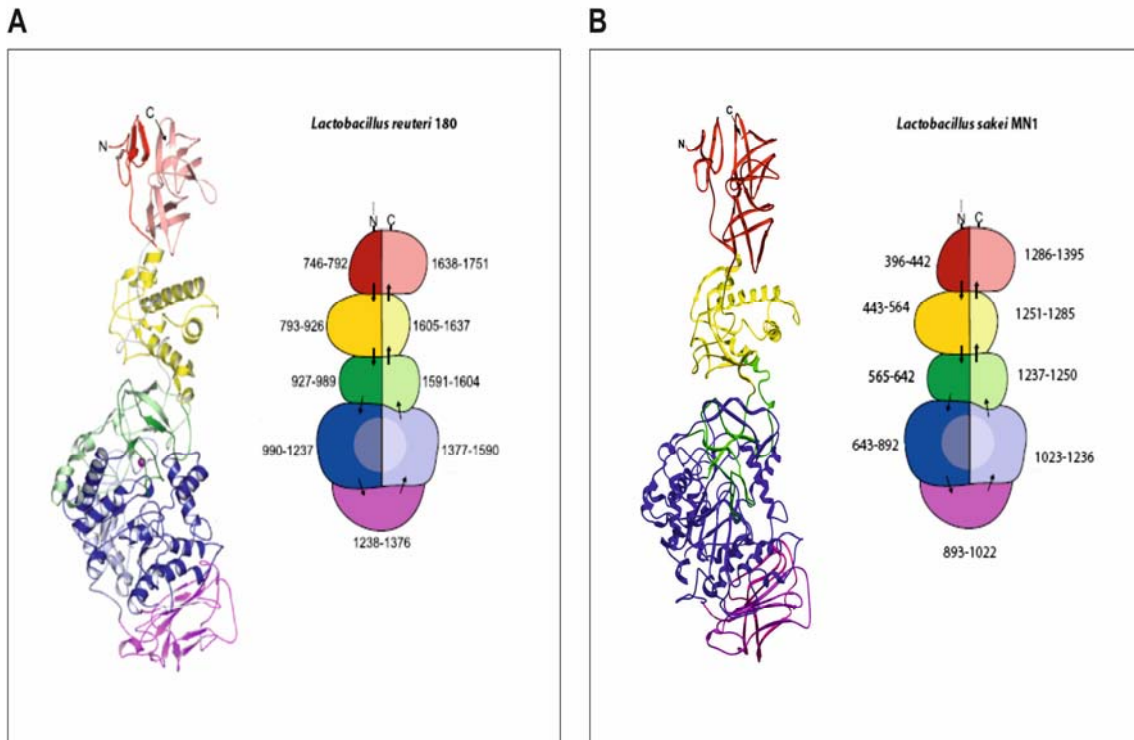 A
C
N
Lactobacillus reuteri 180
N C
746-792
1638-1751
793-926
1605-1637
927-989
1591-1604
990-1237
1377-1590
1238-1376
B
C
N
Lactobacillus sakei MN1
N C
396-442
1286-1395
443-564
1251-1285
565-642
1237-1250
643-892
1023-1236
893-1022